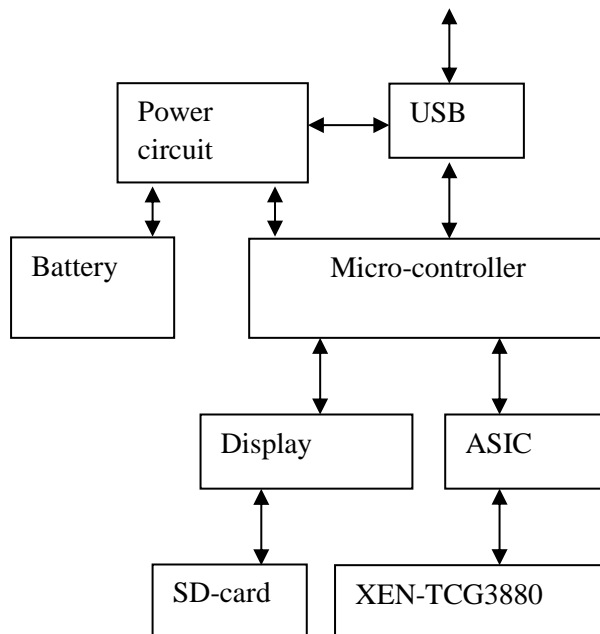 Power
circuit
USB
Battery
Micro-controller
Display
ASIC
SD-card
XEN-TCG3880